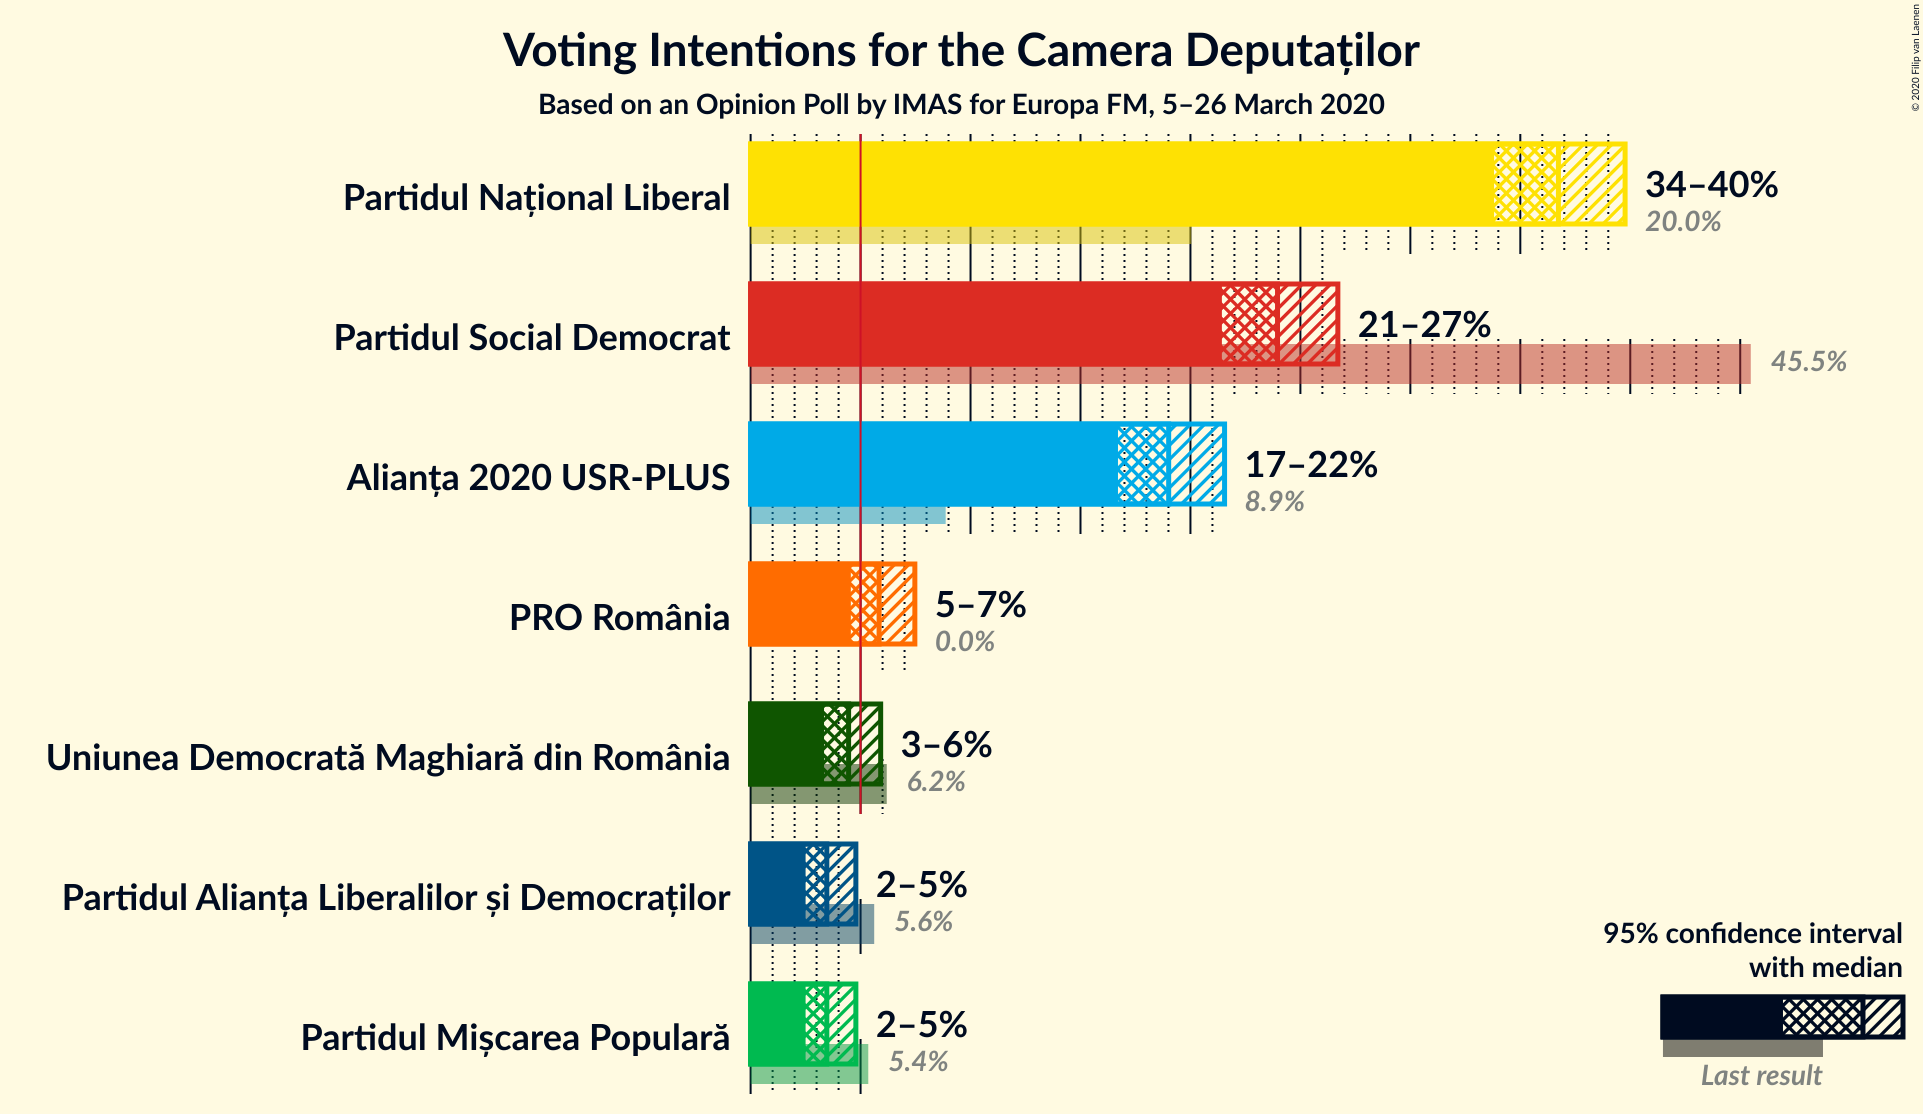 Voting Intentions for the Camera Deputaților
Based on an Opinion Poll by IMAS for Europa FM, 5–26 March 2020
© 2020 Filip van Laenen
Partidul Național Liberal
34–40%
20.0%
Partidul Social Democrat
21–27%
45.5%
Alianța 2020 USR-PLUS
17–22%
8.9%
PRO România
5–7%
0.0%
Uniunea Democrată Maghiară din România
3–6%
6.2%
Partidul Alianța Liberalilor și Democraților
2–5%
5.6%
Partidul Mișcarea Populară
2–5%
5.4%
95% confidence interval
with median
Last result